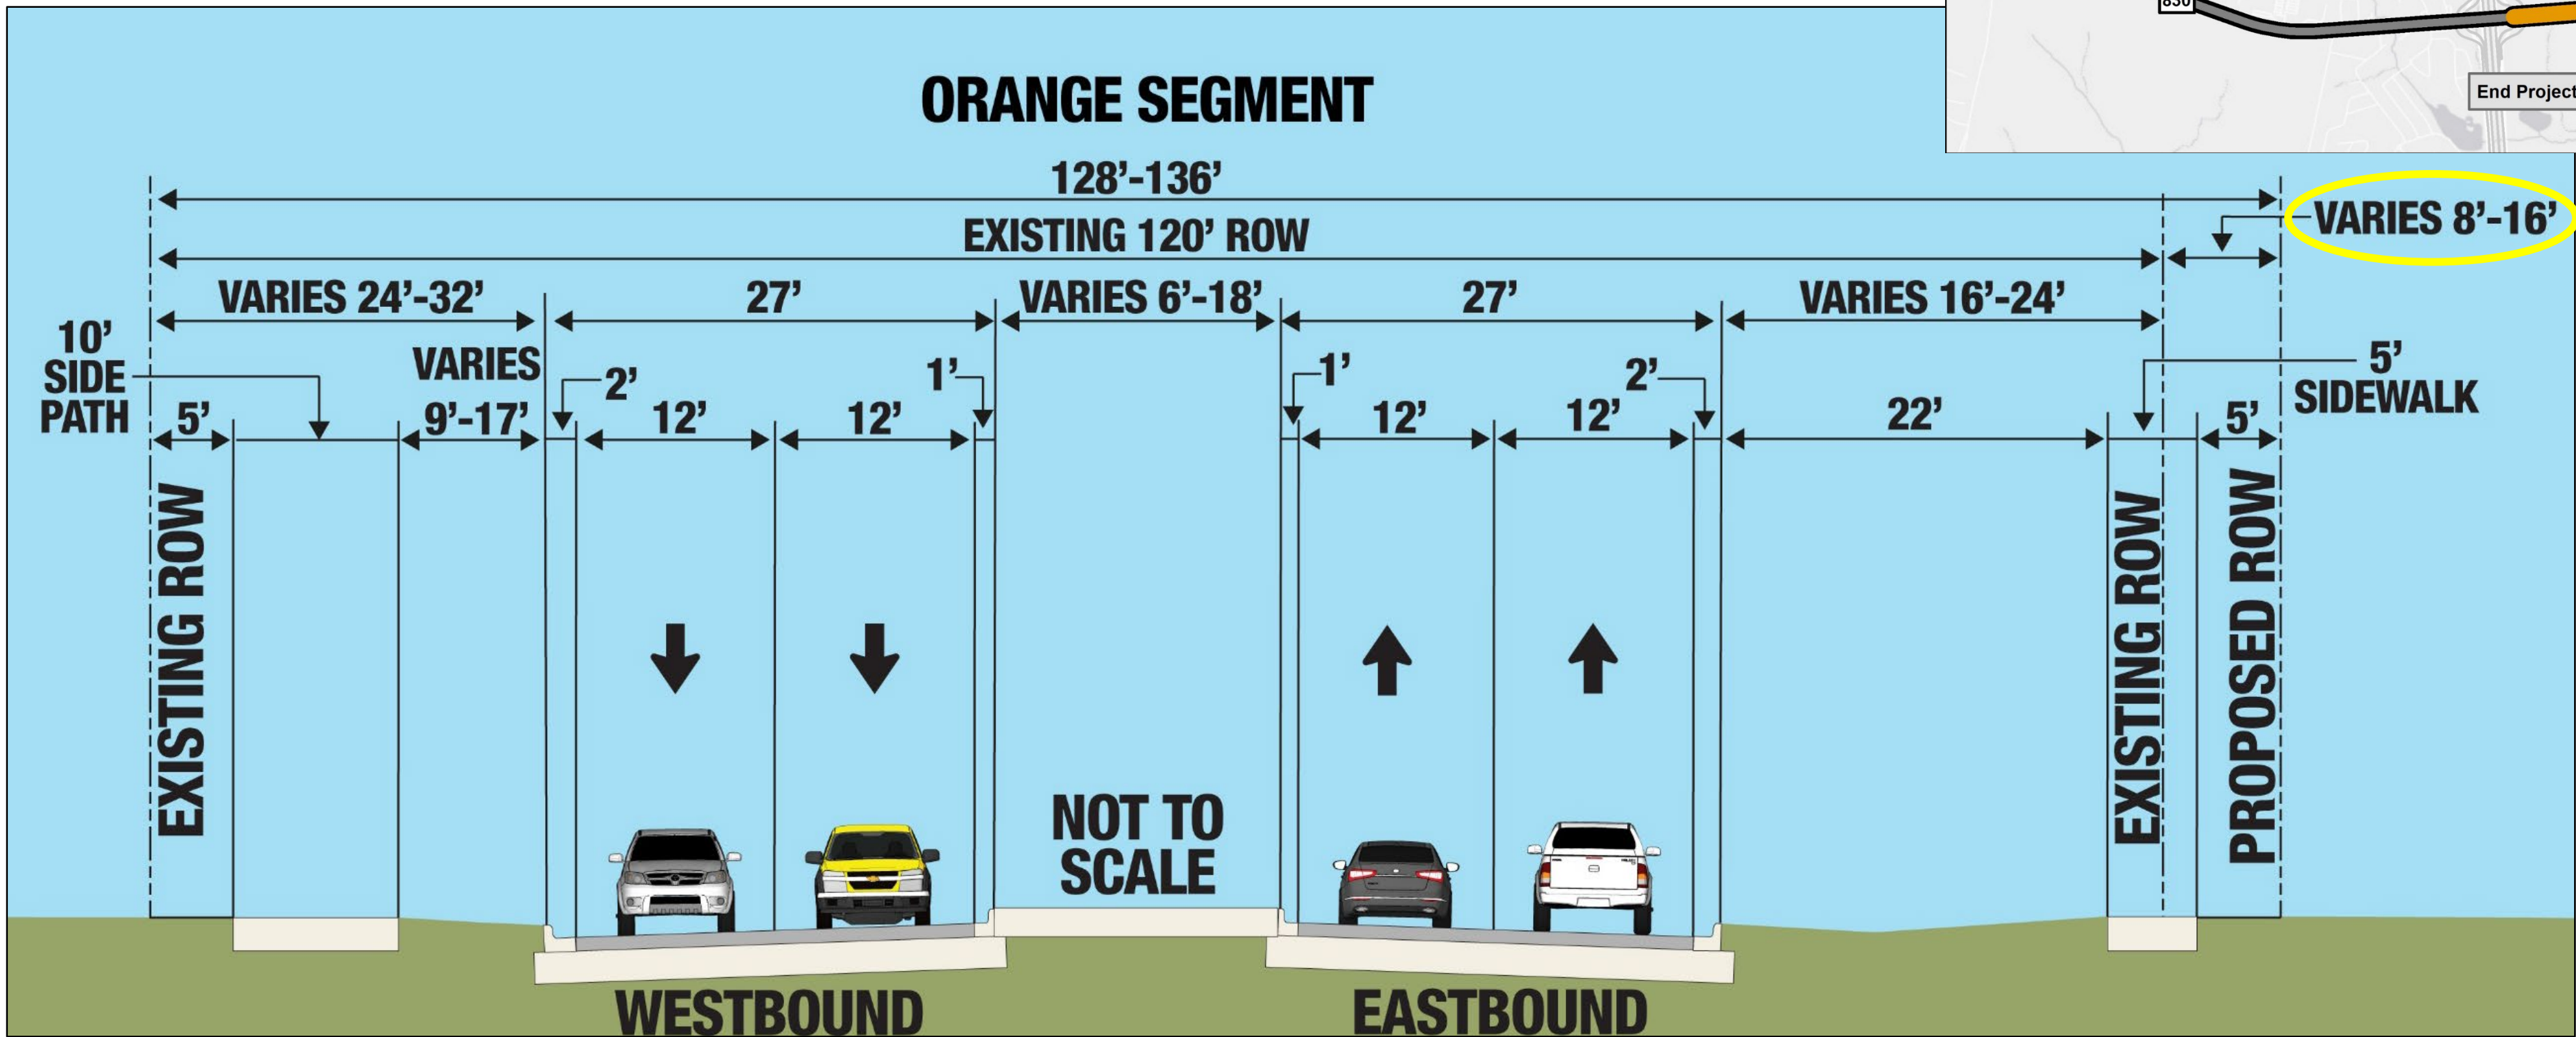 830
End Project
ORANGE SEGMENT
128'-136'
EXISTING 120' ROW
VARIES 8'-16'
VARIES 24'-32'
27'
VARIES 6'-18'
27'
VARIES 16'-24'
10'
SIDE
PATH
5'
VARIES
9'-17'
2'
12'
12'
1'
1'
12'
12'
2'
22'
5'
SIDEWALK
5'
EXISTING ROW
EXISTING ROW
PROPOSED ROW
NOT TO
SCALE
WESTBOUND
EASTBOUND